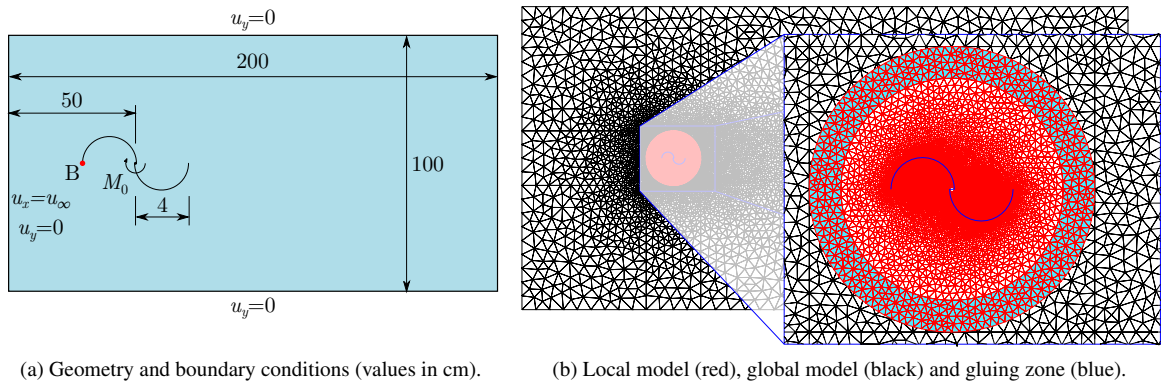 u_y=0
200
50
B
M_0
u_x=u_∞
u_y=0
4
100
u_y=0
(a) Geometry and boundary conditions (values in cm).
(b) Local model (red), global model (black) and gluing zone (blue).